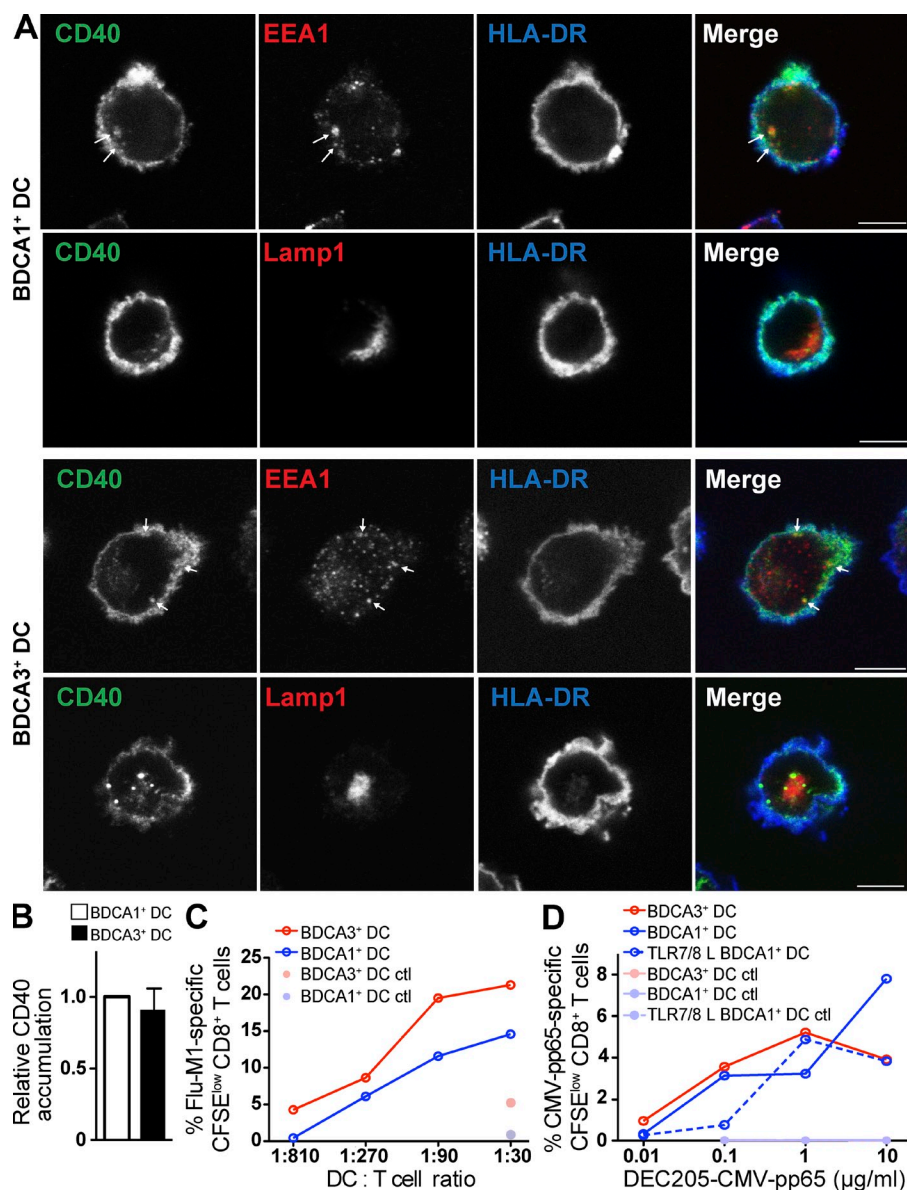 A
CD40 EEA1 HLA-DR Merge
BDCA1⁺ DC
CD40 Lamp1 HLA-DR Merge
CD40 EEA1 HLA-DR Merge
BDCA3⁺ DC
CD40 Lamp1 HLA-DR Merge
B
BDCA1⁺ DC
BDCA3⁺ DC
Relative CD40
accumulation
1.0
0.5
0
C
BDCA3⁺ DC
BDCA1⁺ DC
BDCA3⁺ DC ctl
BDCA1⁺ DC ctl
% Flu-M1-specific
CFSE^low CD8⁺ T cells
25
20
15
10
5
0
1:810 1:270 1:90 1:30
DC : T cell ratio
D
BDCA3⁺ DC
BDCA1⁺ DC
TLR7/8 L BDCA1⁺ DC
BDCA3⁺ DC ctl
BDCA1⁺ DC ctl
TLR7/8 L BDCA1⁺ DC ctl
% CMV-pp65-specific
CFSE^low CD8⁺ T cells
8
6
4
2
0
0.01 0.1 1 10
DEC205-CMV-pp65 (µg/ml)